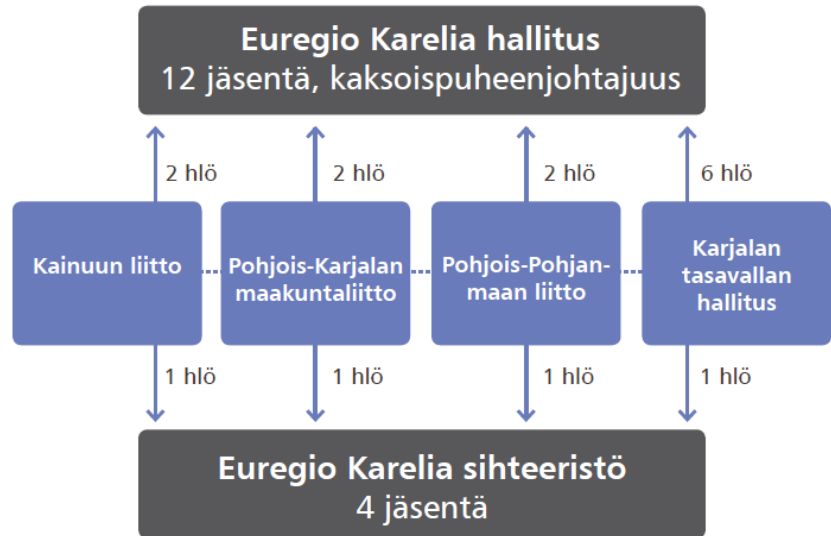 Euregio Karelia hallitus
12 jäsentä, kaksoispuheenjohtajuus
2 hlö
2 hlö
2 hlö
6 hlö
Kainuun liitto
Pohjois-Karjalan
maakuntaliitto
Pohjois-Pohjan-
maan liitto
Karjalan
tasavallan
hallitus
1 hlö
1 hlö
1 hlö
1 hlö
Euregio Karelia sihteeristö
4 jäsentä